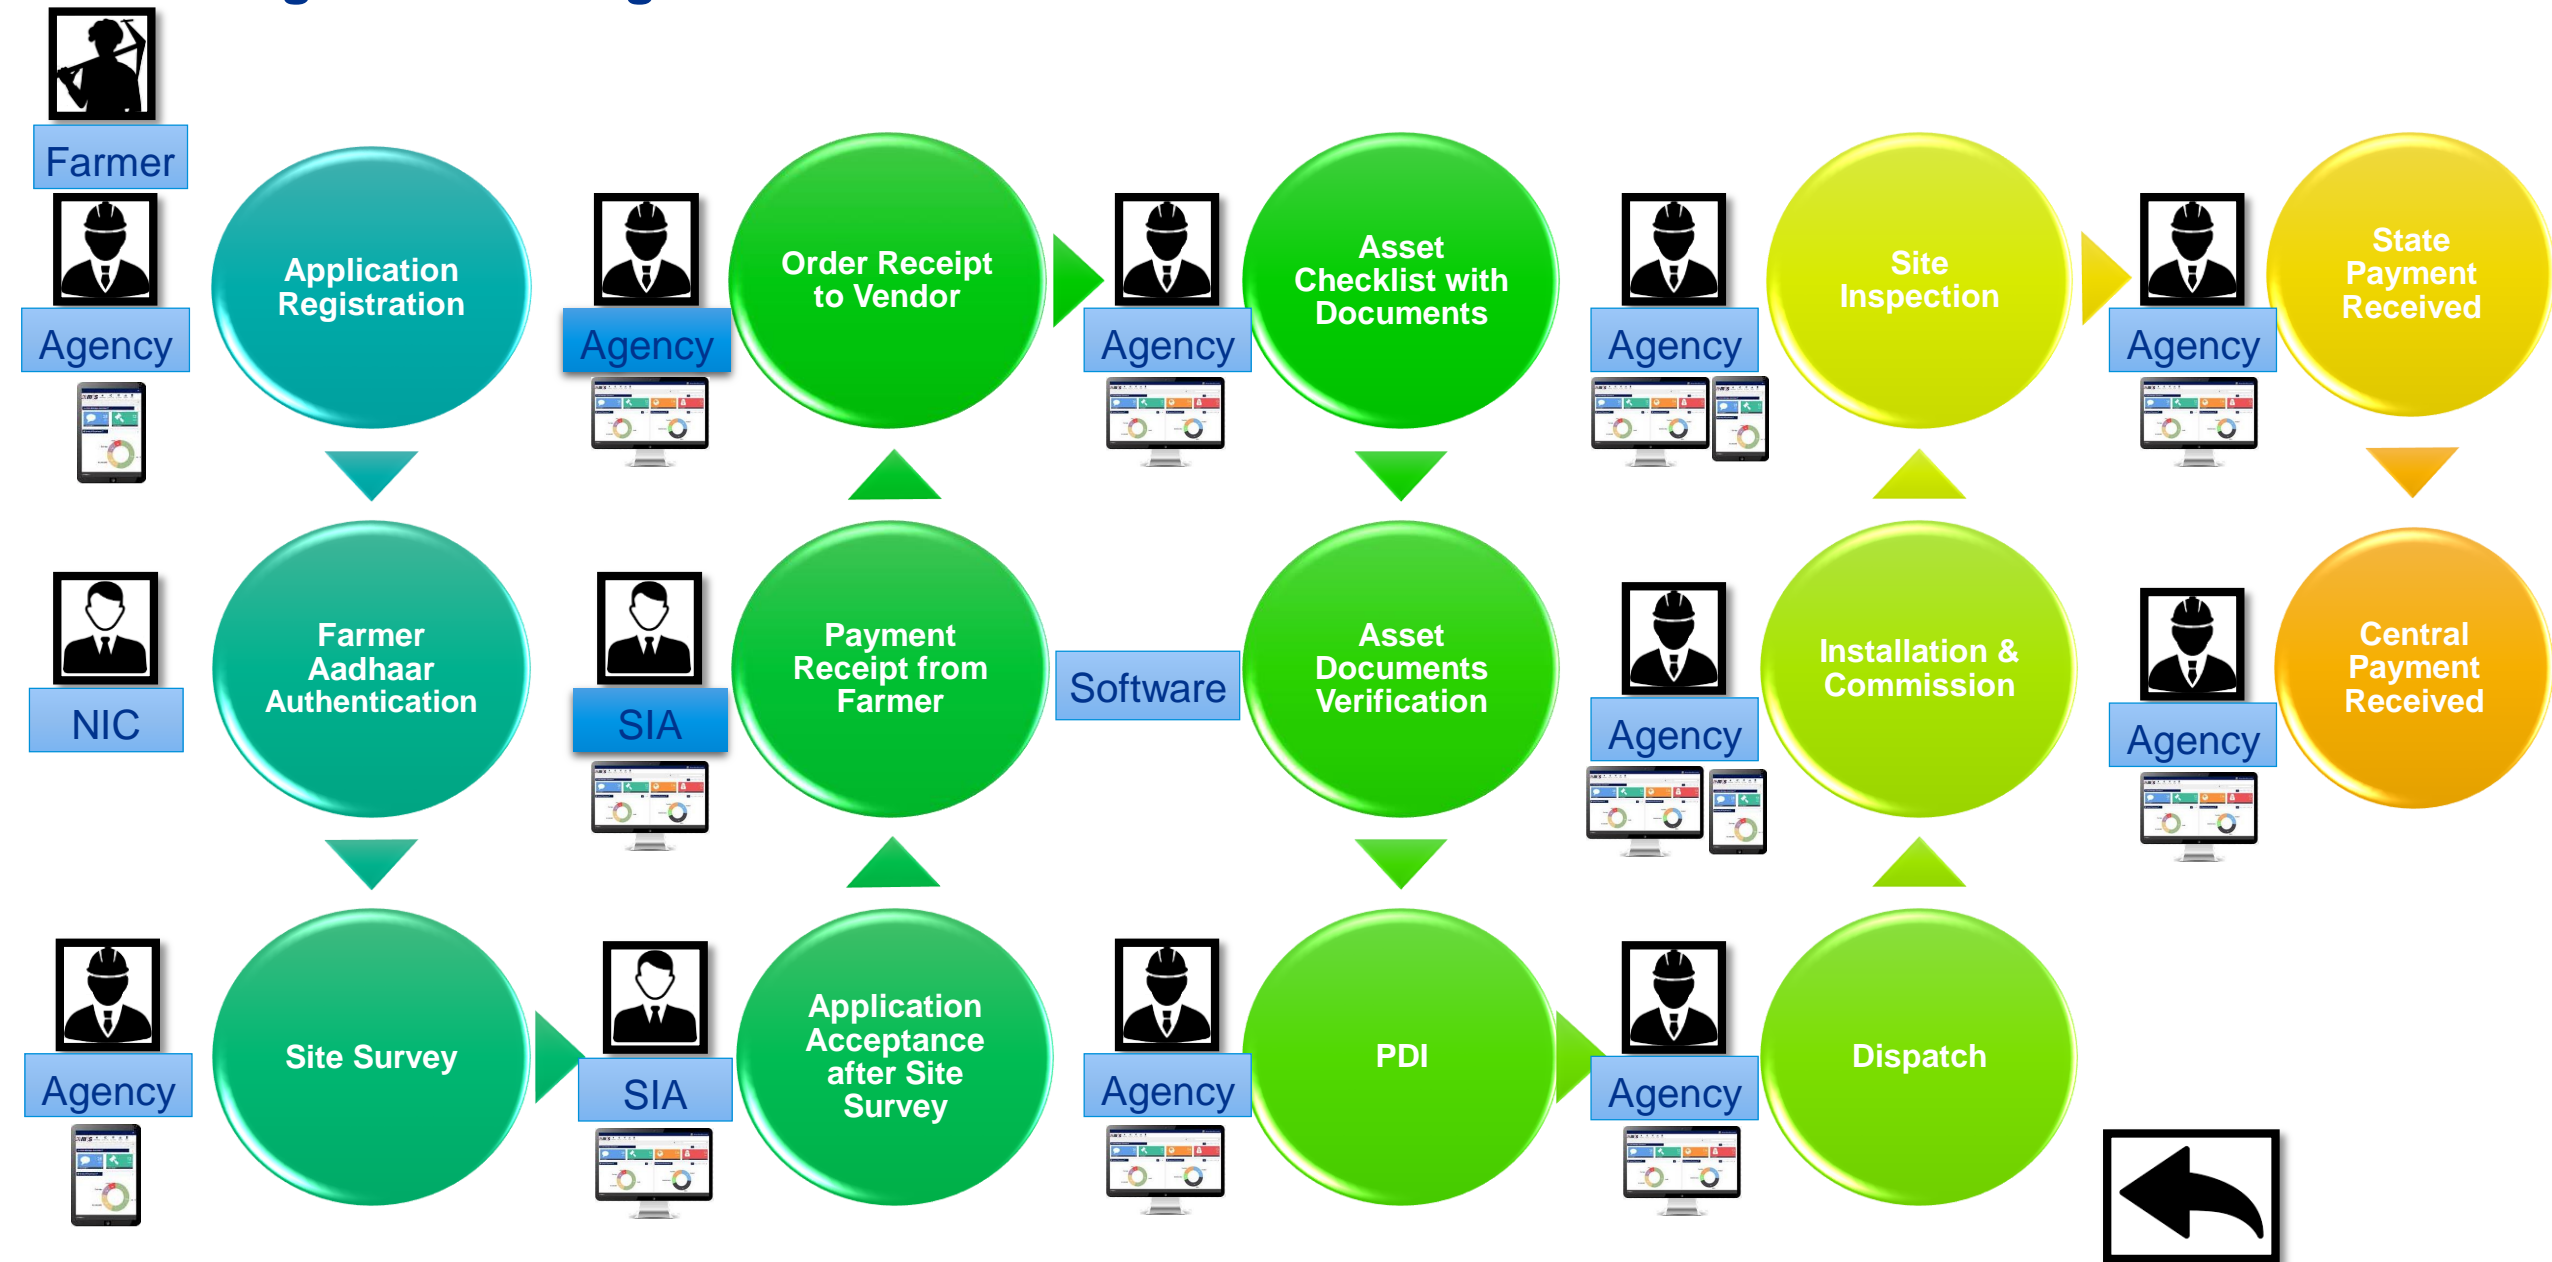 Farmer
Agency
Application
Registration
NIC
Farmer
Aadhaar
Authentication
Agency
Site Survey
SIA
Application
Acceptance
after Site
Survey
SIA
Payment
Receipt from
Farmer
Agency
Order Receipt
to Vendor
Agency
Asset
Checklist with
Documents
Software
Asset
Documents
Verification
Agency
PDI
Agency
Dispatch
Agency
Installation &
Commission
Agency
Site
Inspection
Agency
State
Payment
Received
Agency
Central
Payment
Received